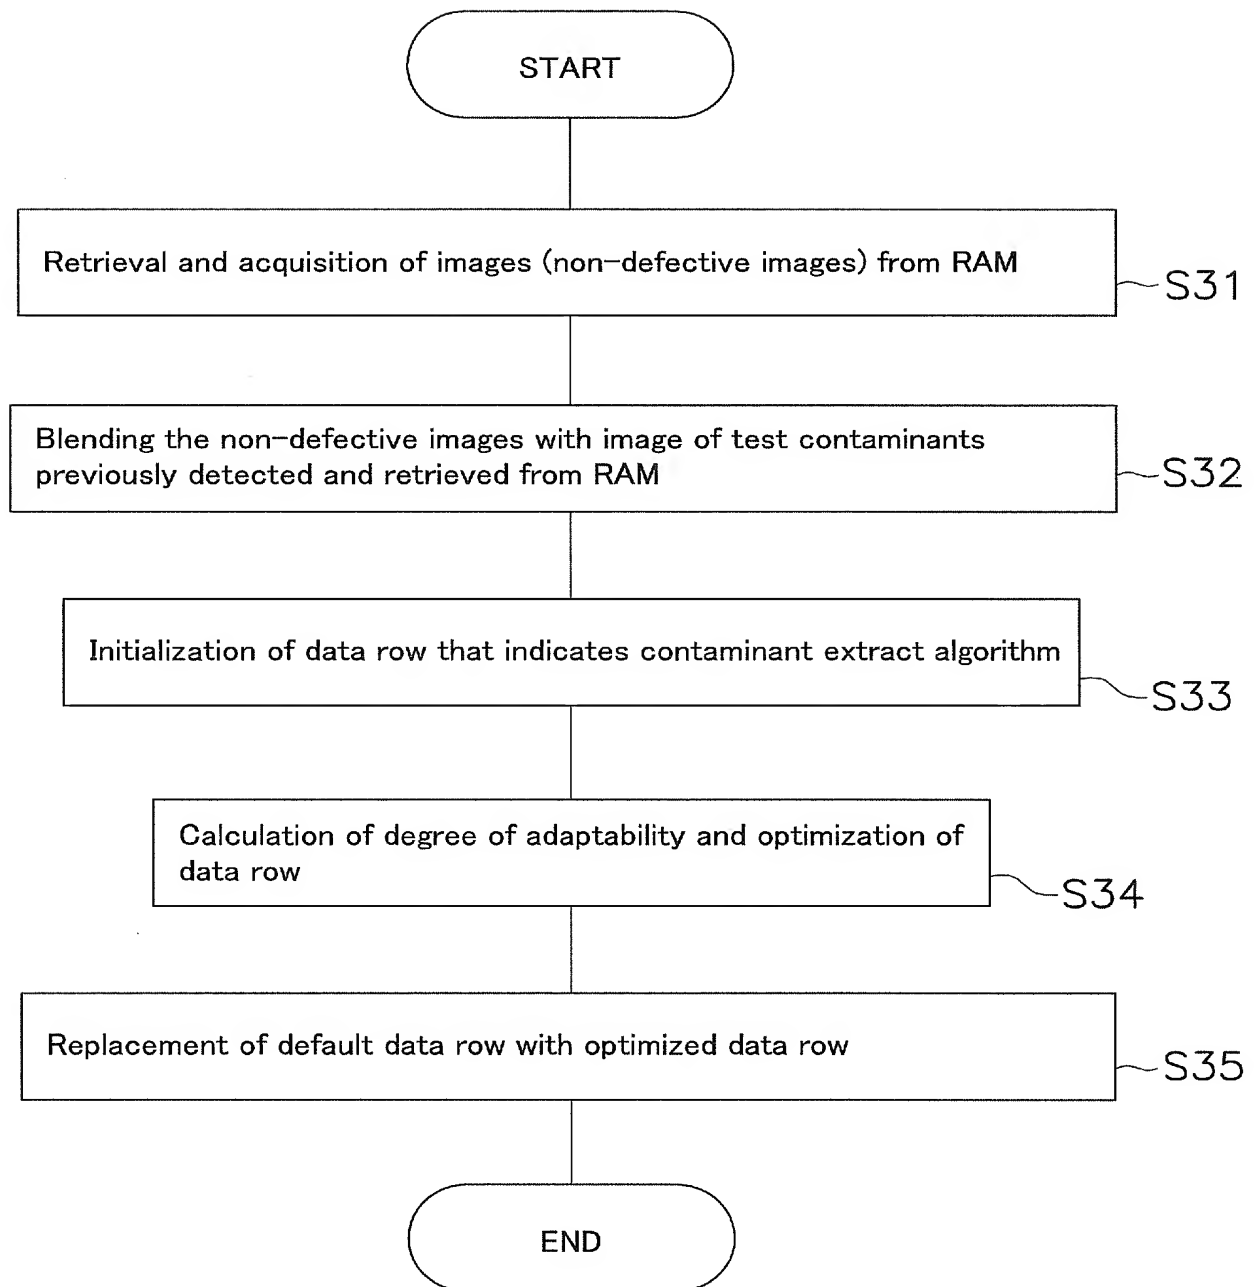 START
Retrieval and acquisition of images (non-defective images) from RAM
S31
Blending the non-defective images with image of test contaminants
previously detected and retrieved from RAM
S32
Initialization of data row that indicates contaminant extract algorithm
S33
Calculation of degree of adaptability and optimization of
data row
S34
Replacement of default data row with optimized data row
S35
END